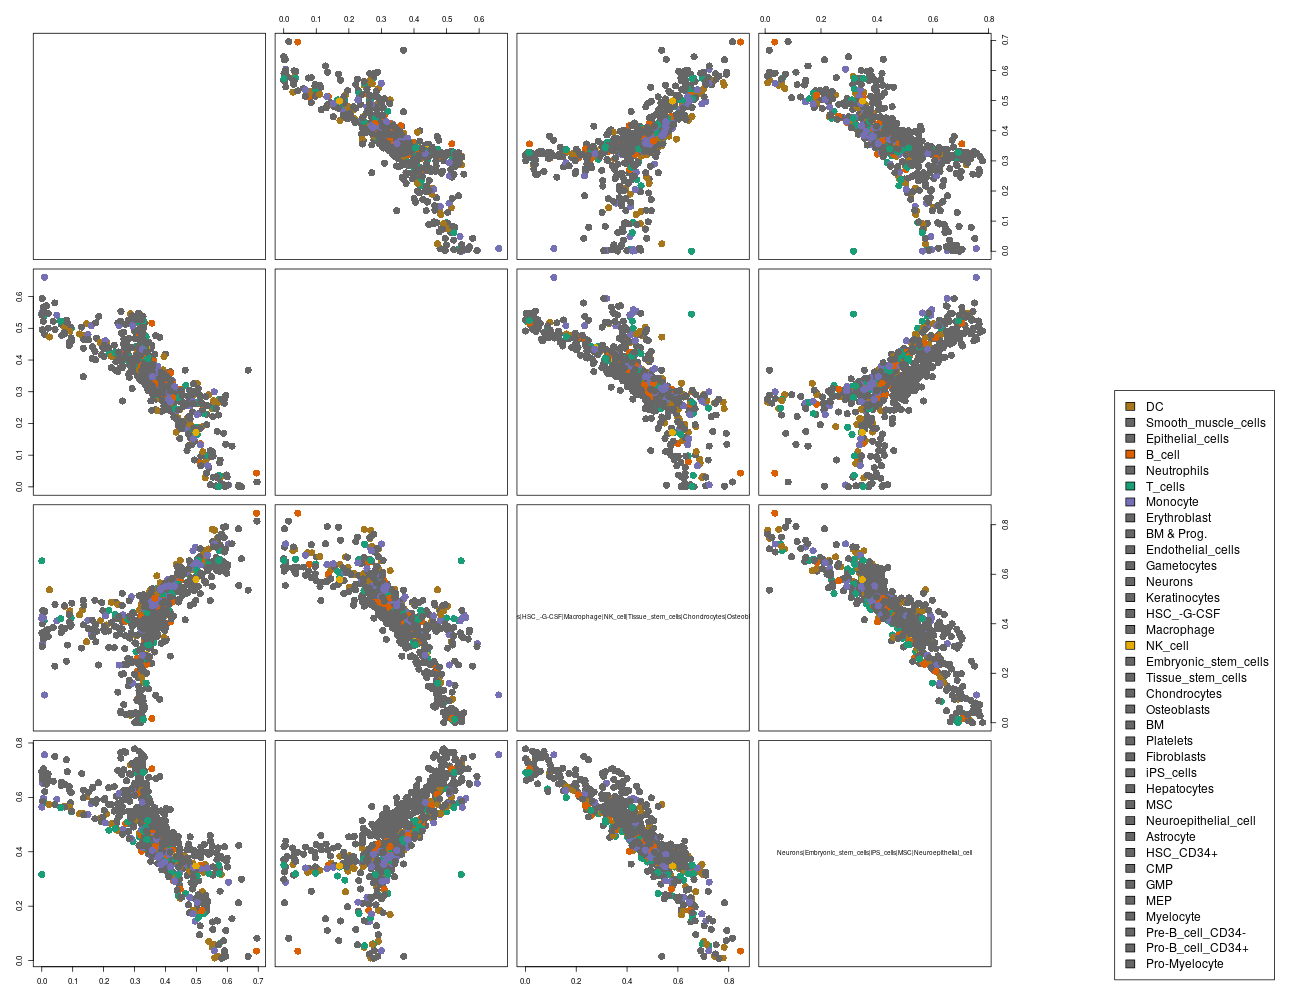 0.0 0.1 0.2 0.3 0.4 0.5 0.6
0.0 0.2 0.4 0.6 0.8
0.0 0.1 0.2 0.3 0.4 0.5 0.6 0.7
0.0 0.1 0.2 0.3 0.4 0.5 0.6
s|HSC_-G-CSF|Macrophage|NK_cell|Tissue_stem_cells|Chondrocytes|Osteob
0.0 0.2 0.4 0.6 0.8
Neurons|Embryonic_stem_cells|iPS_cells|MSC|Neuroepithelial_cell
0.0 0.2 0.4 0.6 0.8
0.0 0.1 0.2 0.3 0.4 0.5 0.6 0.7
0.0 0.2 0.4 0.6 0.8
DC
Smooth_muscle_cells
Epithelial_cells
B_cell
Neutrophils
T_cells
Monocyte
Erythroblast
BM & Prog.
Endothelial_cells
Gametocytes
Neurons
Keratinocytes
HSC_-G-CSF
Macrophage
NK_cell
Embryonic_stem_cells
Tissue_stem_cells
Chondrocytes
Osteoblasts
BM
Platelets
Fibroblasts
iPS_cells
Hepatocytes
MSC
Neuroepithelial_cell
Astrocyte
HSC_CD34+
CMP
GMP
MEP
Myelocyte
Pre-B_cell_CD34-
Pro-B_cell_CD34+
Pro-Myelocyte